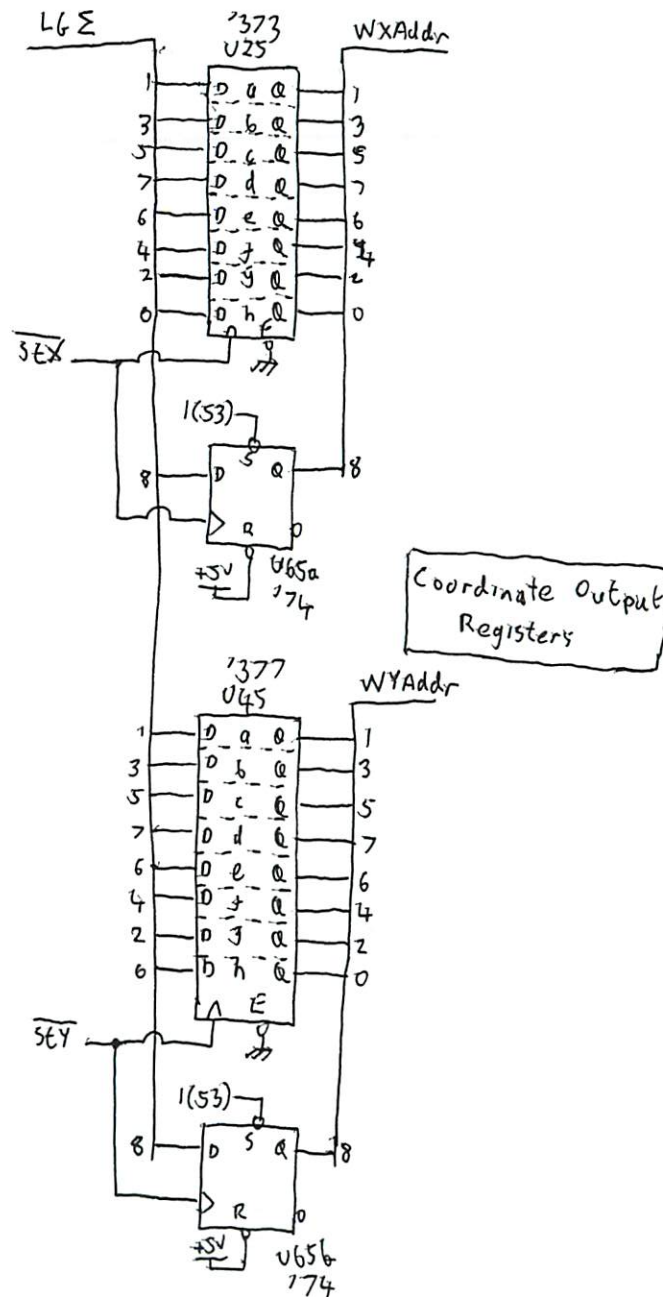 LG Σ
'373
U25
WXAddr
1 D a Q 1
3 D b Q 3
5 D c Q 5
7 D d Q 7
6 D e Q 6
4 D f Q 4
2 D g Q 2
0 D h Q 0
E
StX
1(53)
S
8 D Q 8
a
+5V
U65a
'74
Coordinate Output
Registers
'377
U45
WYAddr
1 D a Q 1
3 D b Q 3
5 D c Q 5
7 D d Q 7
6 D e Q 6
4 D f Q 4
2 D g Q 2
6 D h Q 0
E
StY
1(53)
S
8 D Q 8
R
+5V
U65b
'74